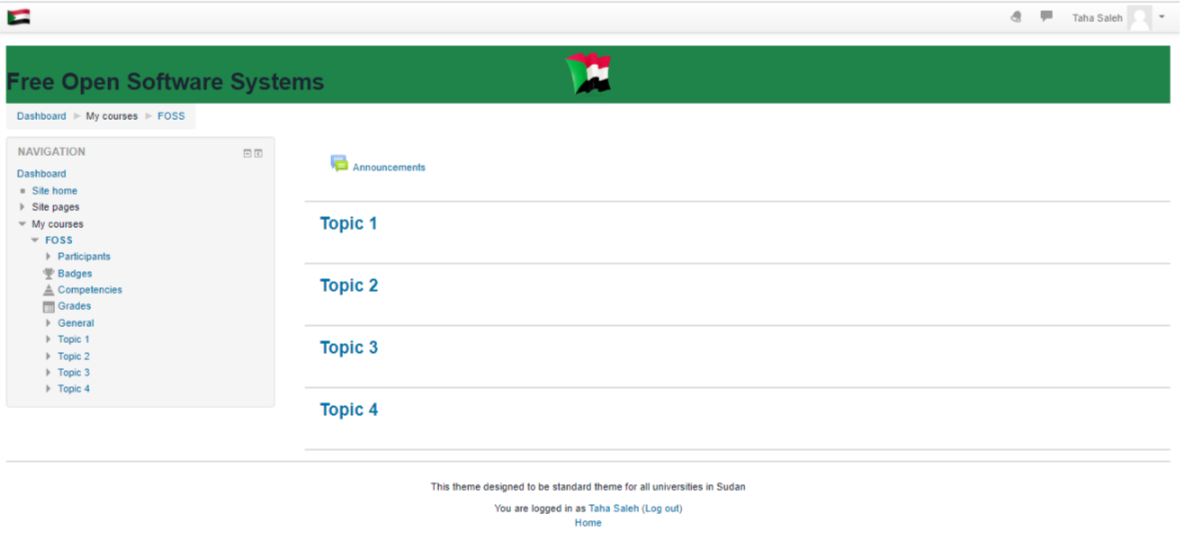 Taha Saleh
Free Open Software Systems
Dashboard My courses FOSS
NAVIGATION
Dashboard
Site home
Site pages
My courses
FOSS
Participants
Badges
Competencies
Grades
General
Topic 1
Topic 2
Topic 3
Topic 4
Announcements
Topic 1
Topic 2
Topic 3
Topic 4
This theme designed to be standard theme for all universities in Sudan
You are logged in as Taha Saleh (Log out)
Home